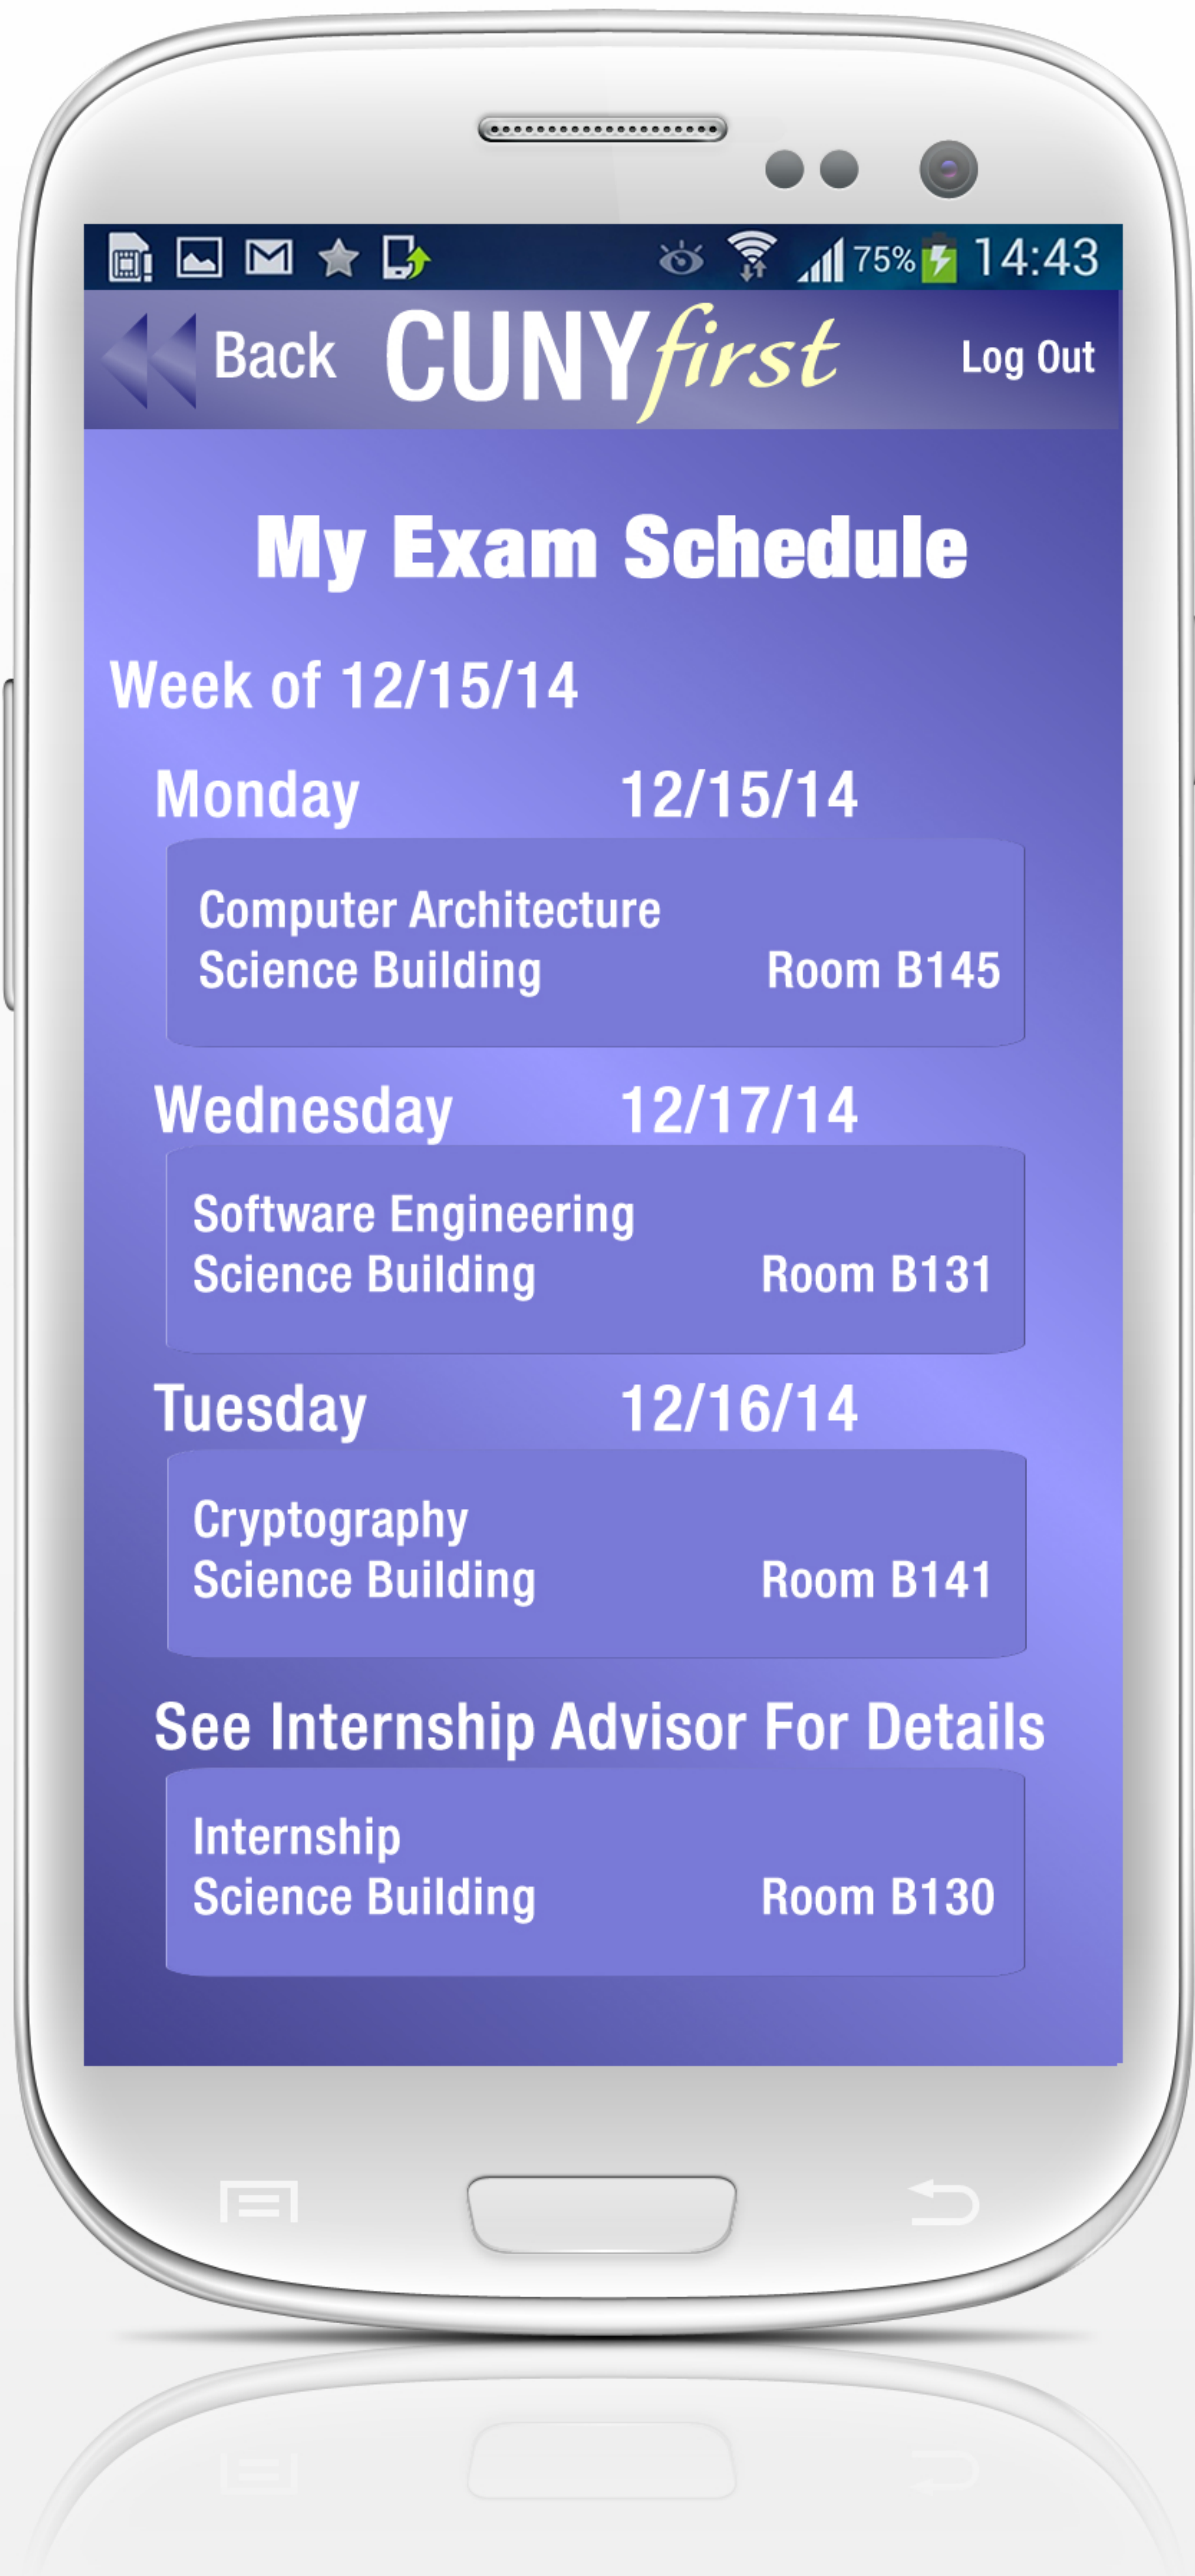 75% 14:43
Back CUNYfirst Log Out
My Exam Schedule
Week of 12/15/14
Monday 12/15/14
Computer Architecture
Science Building Room B145
Wednesday 12/17/14
Software Engineering
Science Building Room B131
Tuesday 12/16/14
Cryptography
Science Building Room B141
See Internship Advisor For Details
Internship
Science Building Room B130